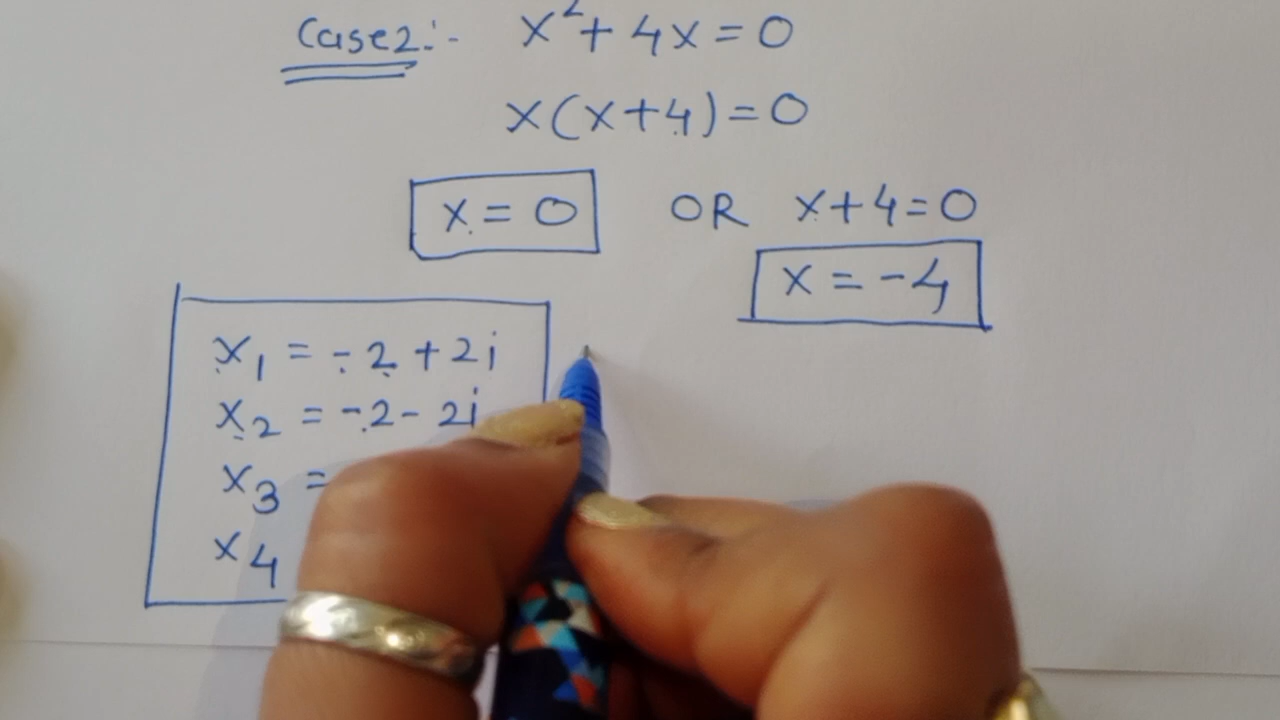 Case2:- x²+ 4x = 0
x(x+4)=0
x = 0 OR x+4=0
x = -4
x₁ = -2 + 2i
x₂ = -2 - 2i
x₃ =
x₄